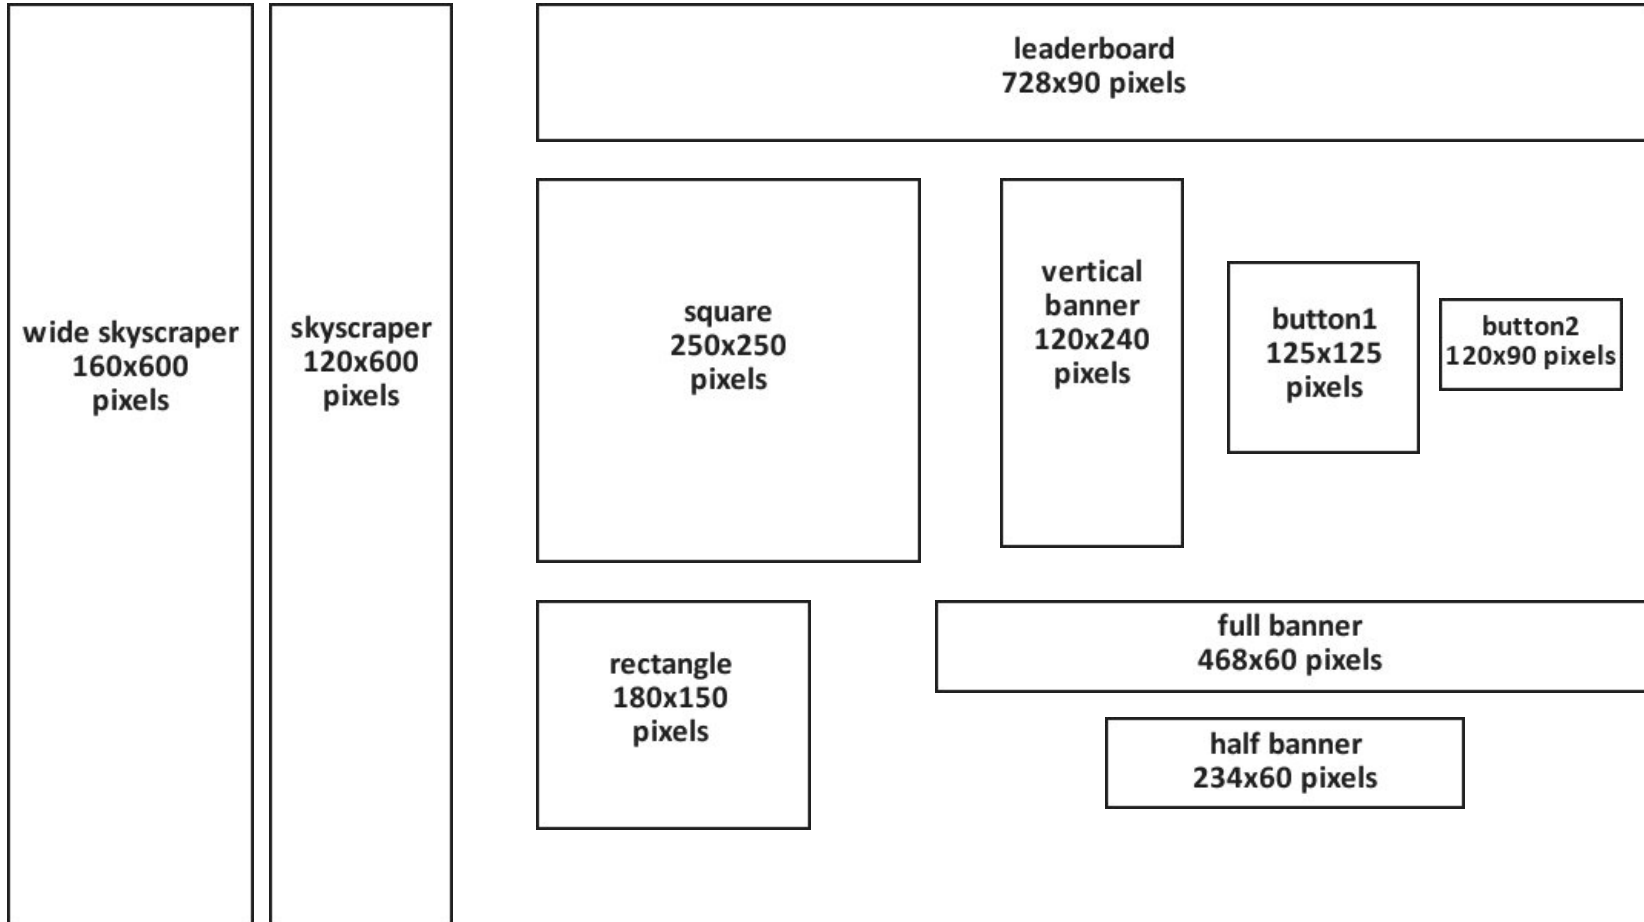 leaderboard
728x90 pixels
wide skyscraper
160x600
pixels
skyscraper
120x600
pixels
square
250x250
pixels
vertical
banner
120x240
pixels
button1
125x125
pixels
button2
120x90 pixels
rectangle
180x150
pixels
full banner
468x60 pixels
half banner
234x60 pixels